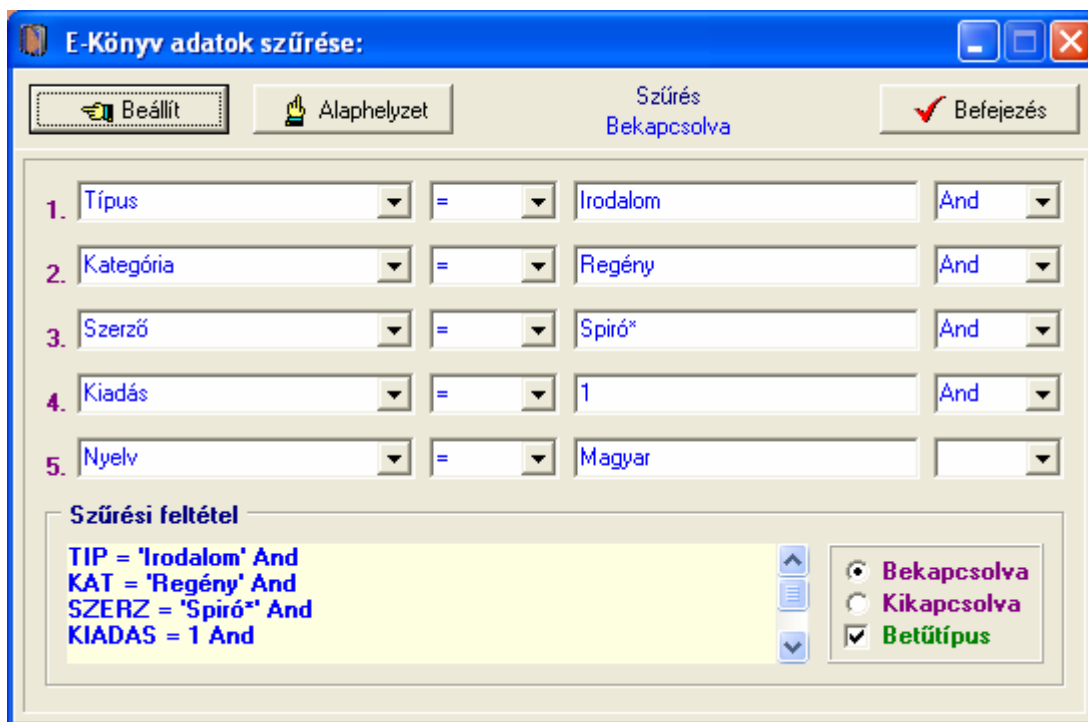 E-Könyv adatok szűrése:
Beállít Alaphelyzet Szűrés Bekapcsolva Befejezés
1. Típus = Irodalom And
2. Kategória = Regény And
3. Szerző = Spiró* And
4. Kiadás = 1 And
5. Nyelv = Magyar
Szűrési feltétel
TIP = 'Irodalom' And
KAT = 'Regény' And
SZERZ = 'Spiró*' And
KIADAS = 1 And
Bekapcsolva
Kikapcsolva
Betűtípus